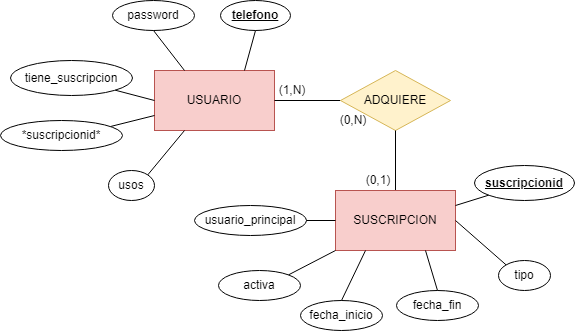 password
telefono
tiene_suscripcion
USUARIO
(1,N)
ADQUIERE
(0,N)
*suscripcionid*
usos
(0,1)
suscripcionid
usuario_principal
SUSCRIPCION
activa
tipo
fecha_inicio
fecha_fin